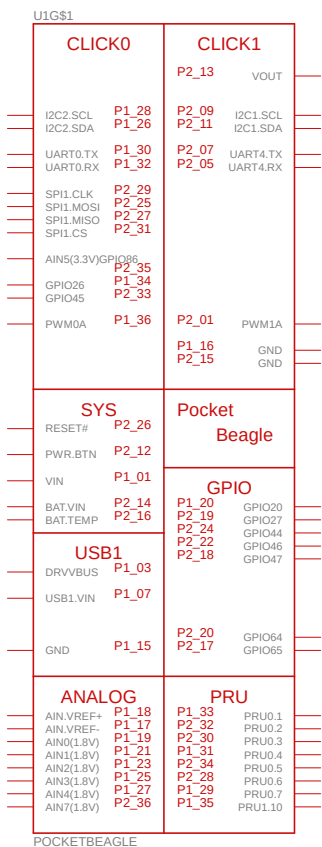 U1G$1
CLICK0
I2C2.SCL P1_28
I2C2.SDA P1_26
UART0.TX P1_30
UART0.RX P1_32
SPI1.CLK P2_29
SPI1.MOSI P2_25
SPI1.MISO P2_27
SPI1.CS P2_31
AIN5(3.3V)GPIO86 P2_35
GPIO26 P1_34
GPIO45 P2_33
PWM0A P1_36
CLICK1
P2_13 VOUT
P2_09 I2C1.SCL
P2_11 I2C1.SDA
P2_07 UART4.TX
P2_05 UART4.RX
P2_01 PWM1A
P1_16 GND
P2_15 GND
SYS
RESET# P2_26
PWR.BTN P2_12
VIN P1_01
BAT.VIN P2_14
BAT.TEMP P2_16
Pocket
Beagle
USB1
DRVVBUS P1_03
USB1.VIN P1_07
GND P1_15
GPIO
P1_20 GPIO20
P2_19 GPIO27
P2_24 GPIO44
P2_22 GPIO46
P2_18 GPIO47
P2_20 GPIO64
P2_17 GPIO65
ANALOG
AIN.VREF+ P1_18
AIN.VREF- P1_17
AIN0(1.8V) P1_19
AIN1(1.8V) P1_21
AIN2(1.8V) P1_23
AIN3(1.8V) P1_25
AIN4(1.8V) P1_27
AIN7(1.8V) P2_36
PRU
P1_33 PRU0.1
P2_32 PRU0.2
P2_30 PRU0.3
P1_31 PRU0.4
P2_34 PRU0.5
P2_28 PRU0.6
P1_29 PRU0.7
P1_35 PRU1.10
POCKETBEAGLE